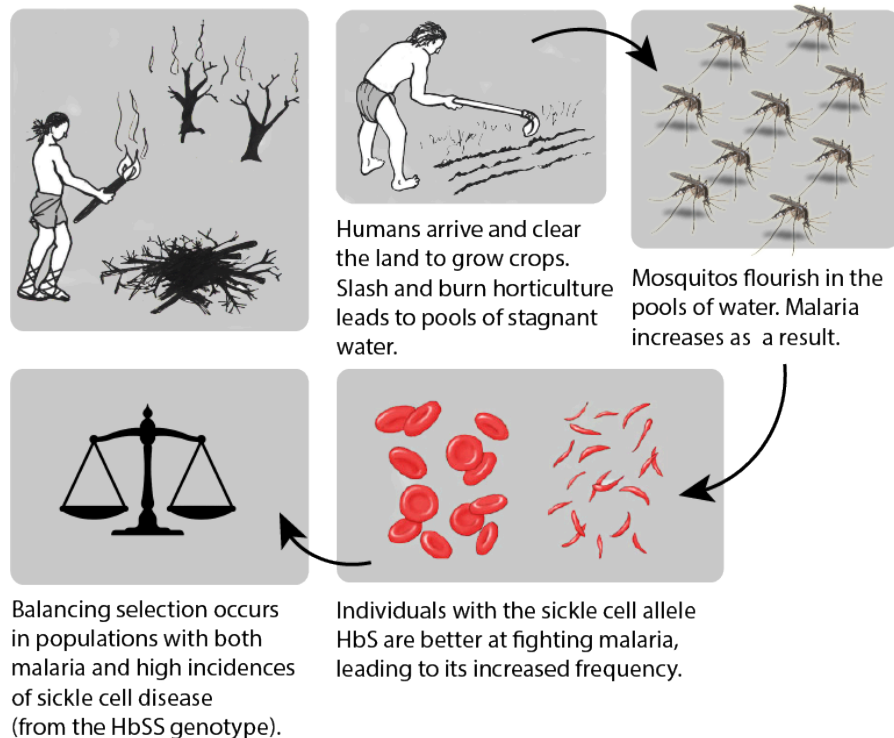 Humans arrive and clear
the land to grow crops.
Slash and burn horticulture
leads to pools of stagnant
water.
Mosquitos flourish in the
pools of water. Malaria
increases as a result.
Individuals with the sickle cell allele
HbS are better at fighting malaria,
leading to its increased frequency.
Balancing selection occurs
in populations with both
malaria and high incidences
of sickle cell disease
(from the HbSS genotype).